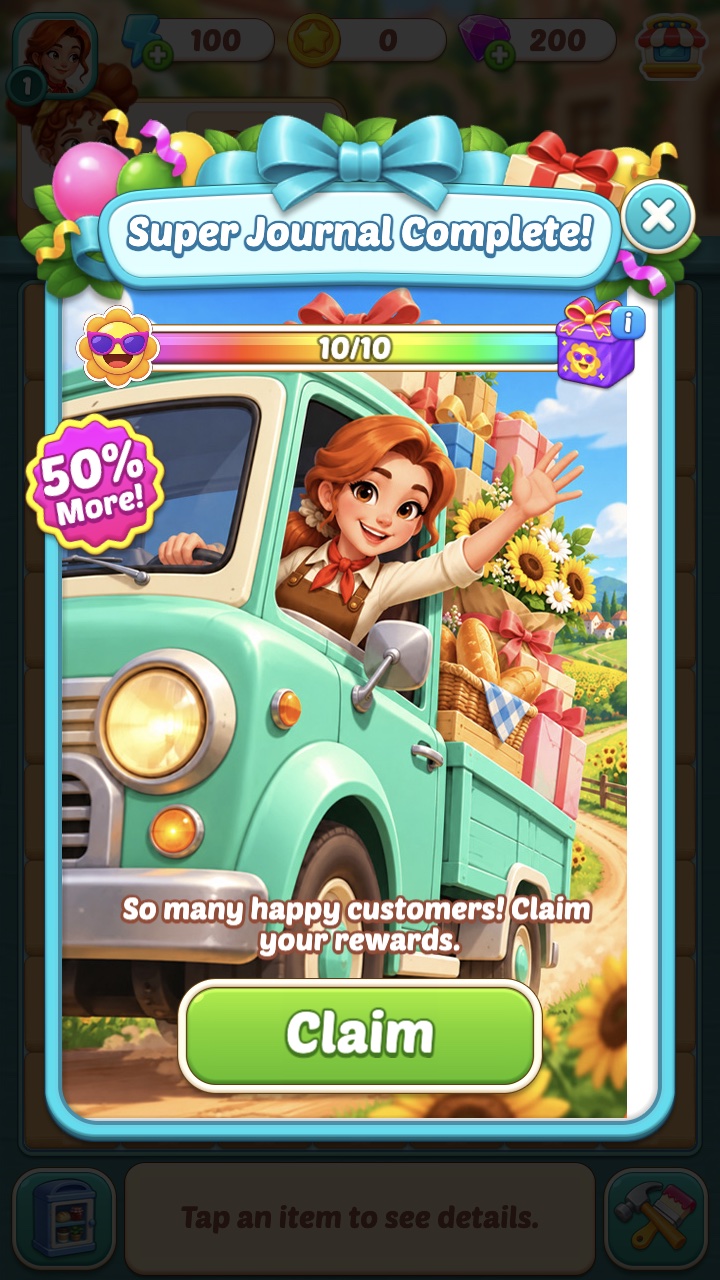 100
0
200
1
Super Journal Complete!
i
10/10
50%
More!
So many happy customers! Claim
your rewards.
Claim
Tap an item to see details.